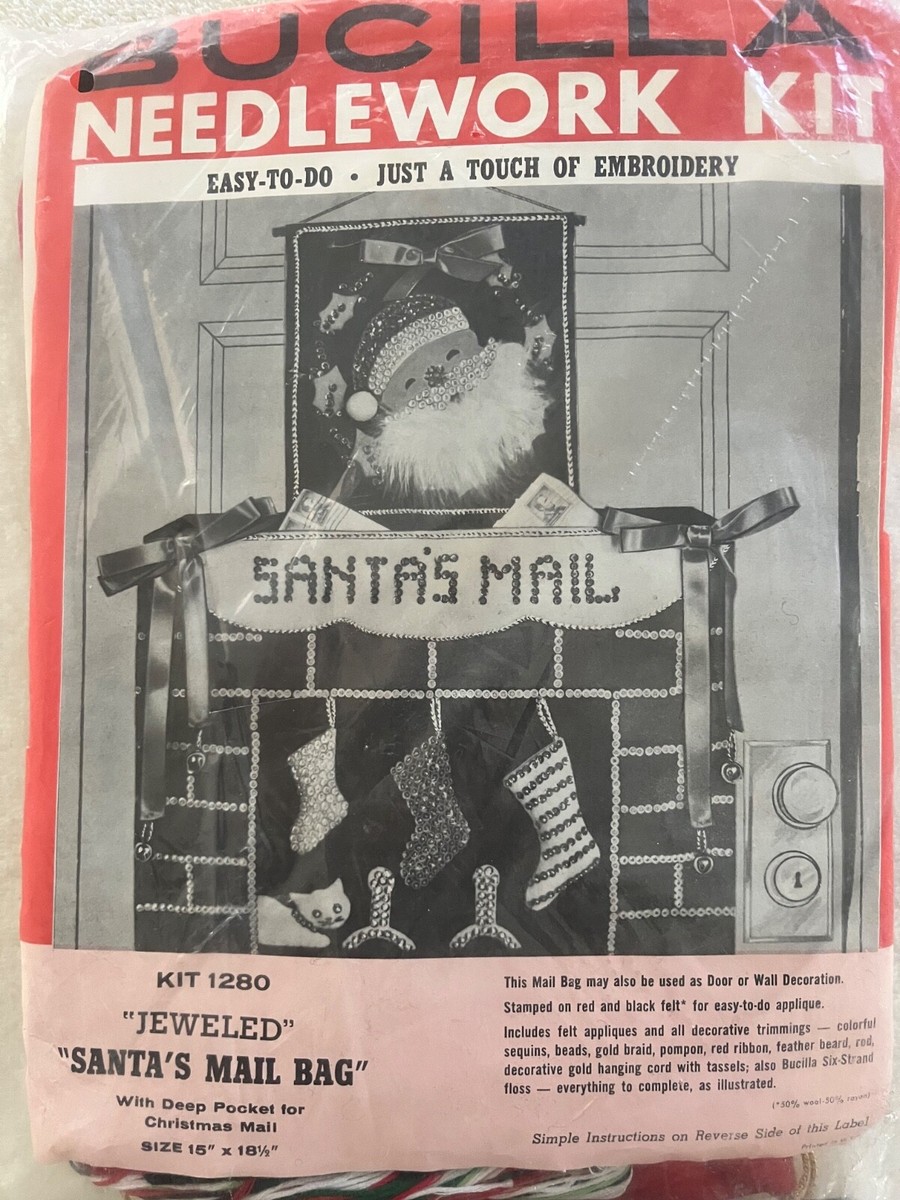 BUCILLA
NEEDLEWORK KIT
EASY-TO-DO • JUST A TOUCH OF EMBROIDERY
SANTA'S MAIL
KIT 1280
"JEWELED"
"SANTA'S MAIL BAG"
With Deep Pocket for
Christmas Mail
SIZE 15" x 18½"
This Mail Bag may also be used as Door or Wall Decoration.
Stamped on red and black felt* for easy-to-do applique.
Includes felt appliques and all decorative trimmings — colorful
sequins, beads, gold braid, pompon, red ribbon, feather beard, rod,
decorative gold hanging cord with tassels; also Bucilla Six-Strand
floss — everything to complete, as illustrated.
(*50% wool-50% rayon)
Simple Instructions on Reverse Side of this Label